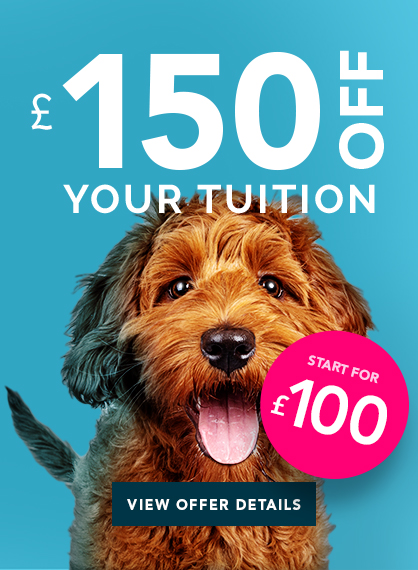 £150 OFF
YOUR TUITION
START FOR
£100
VIEW OFFER DETAILS